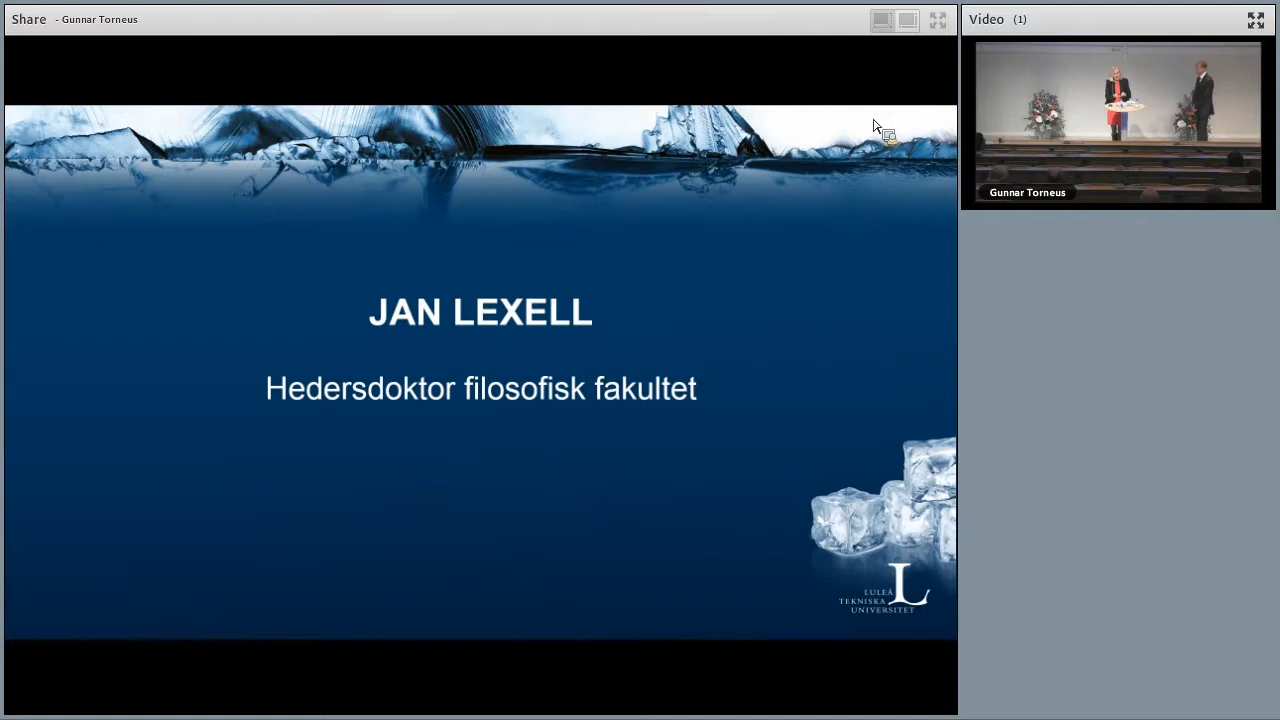 Share - Gunnar Torneus
Video (1)
Gunnar Torneus
JAN LEXELL
Hedersdoktor filosofisk fakultet
LULEÅ
TEKNISKA
UNIVERSITET
L